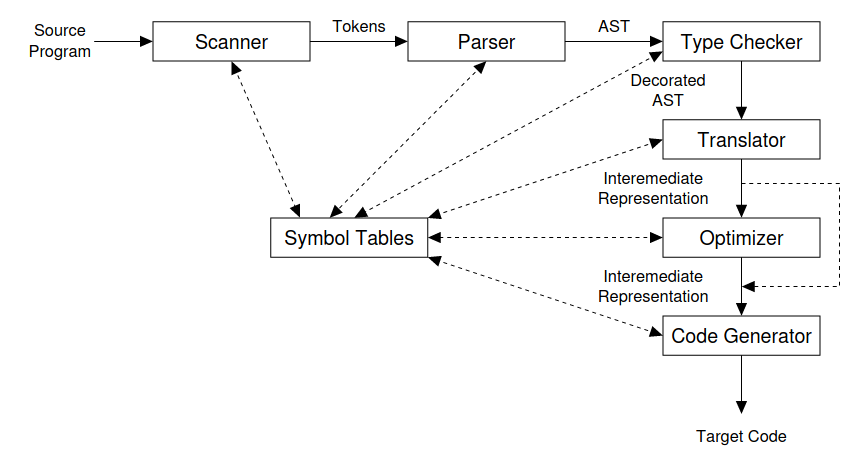 Source
Program
Scanner
Tokens
Parser
AST
Type Checker
Decorated
AST
Translator
Interemediate
Representation
Symbol Tables
Optimizer
Interemediate
Representation
Code Generator
Target Code